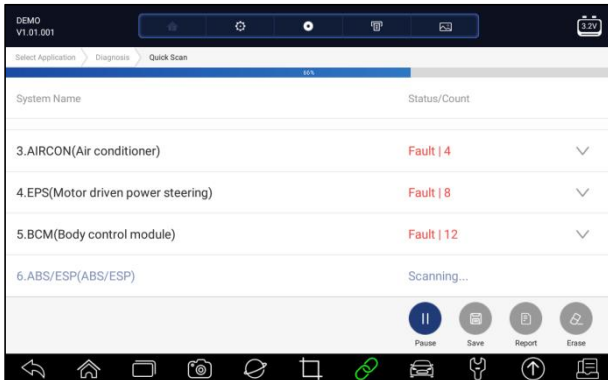 DEMO
V1.01.001
3.2V
Select Application Diagnosis Quick Scan
66%
System Name Status/Count
3.AIRCON(Air conditioner) Fault | 4
4.EPS(Motor driven power steering) Fault | 8
5.BCM(Body control module) Fault | 12
6.ABS/ESP(ABS/ESP) Scanning...
Pause Save Report Erase